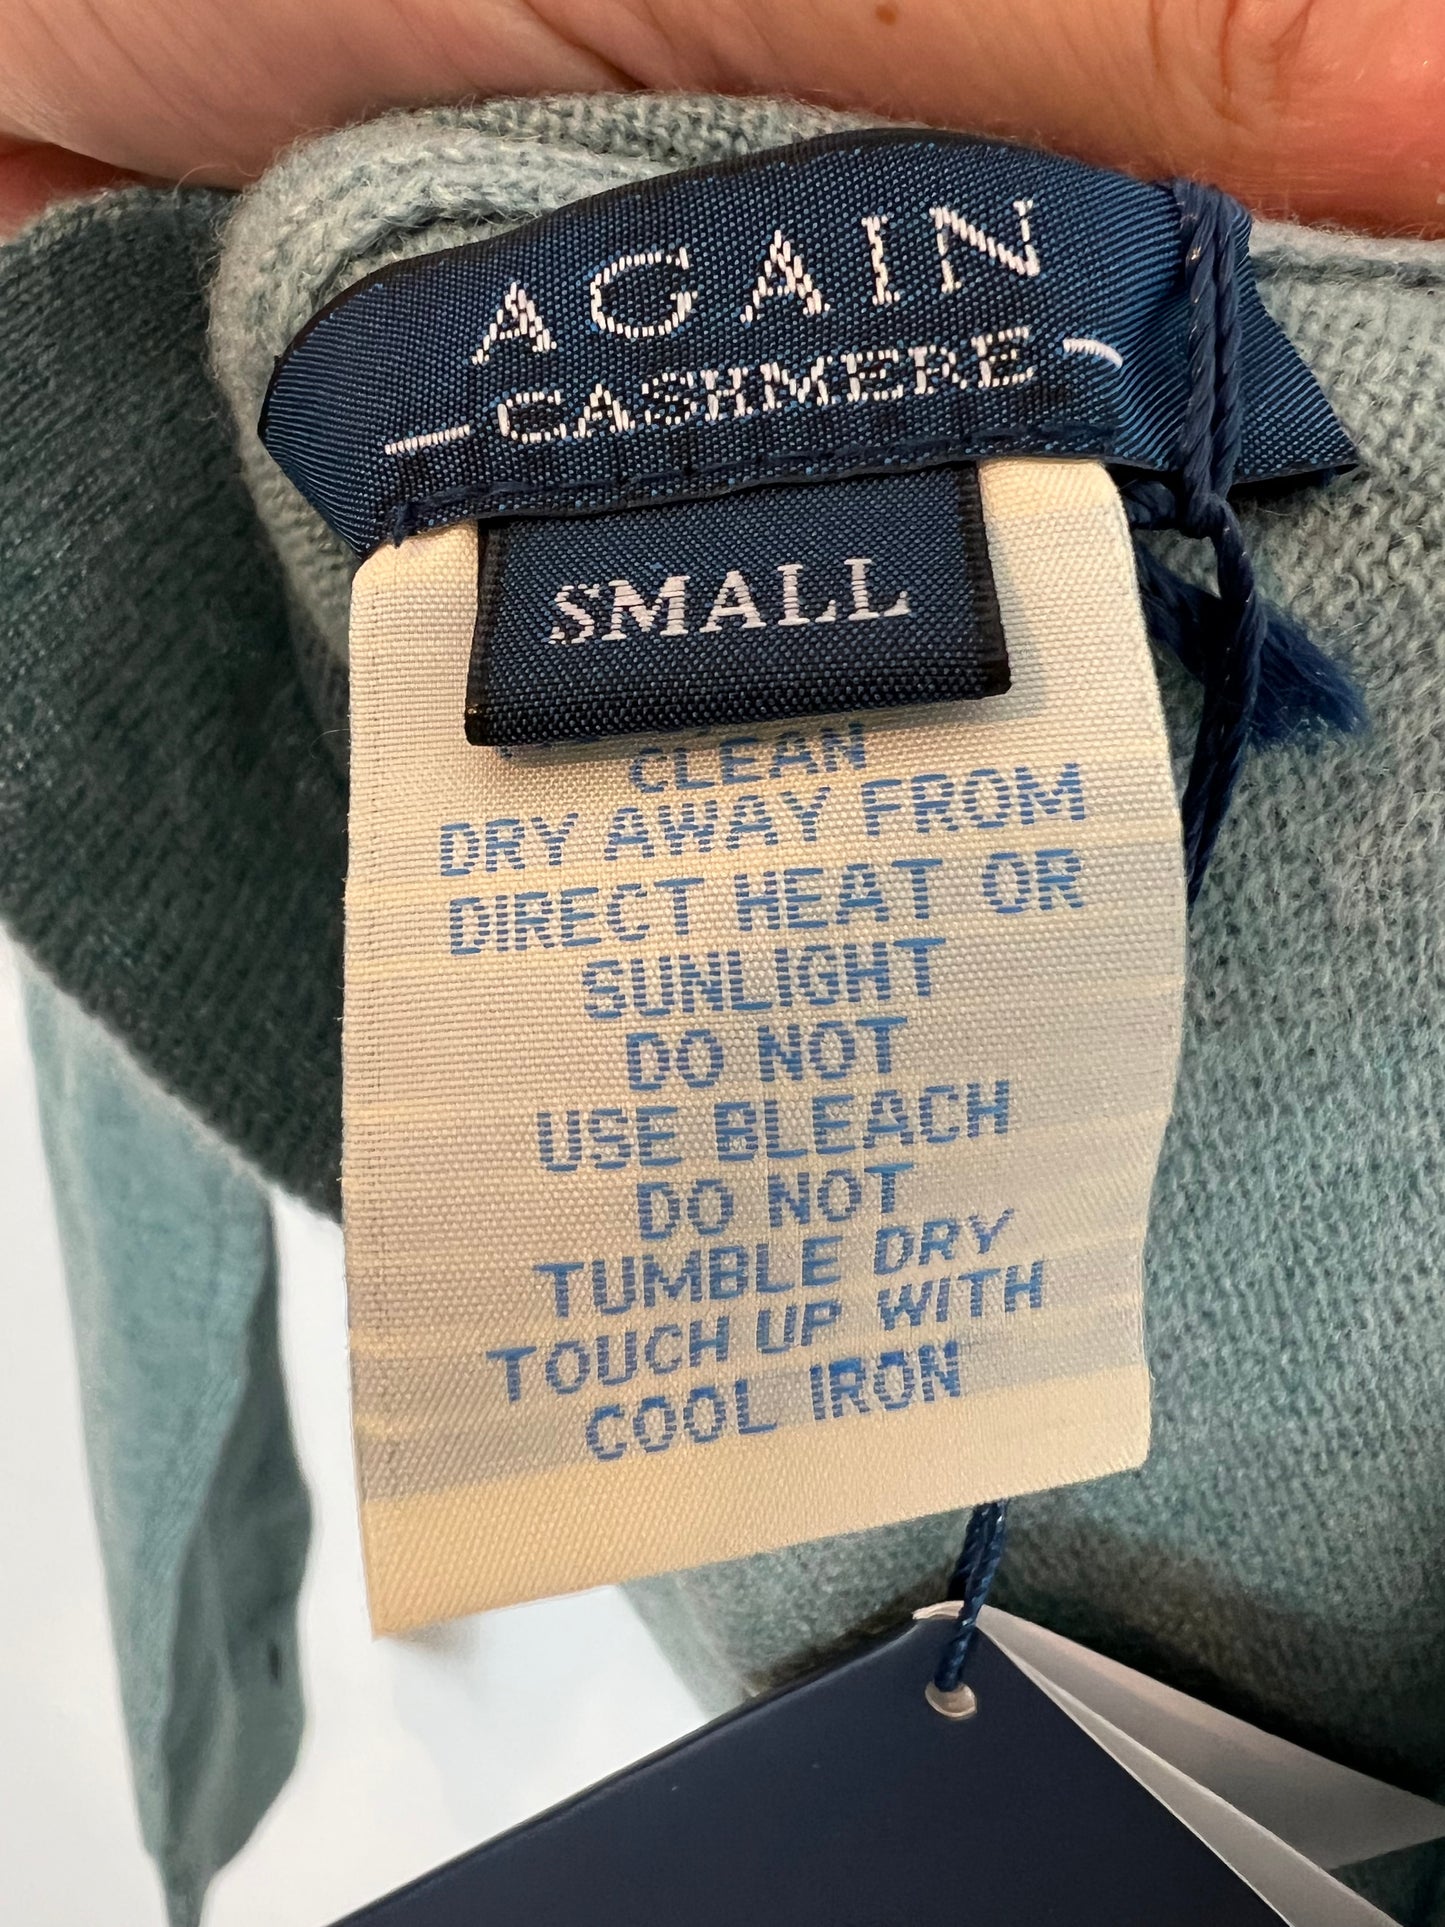 AGAIN
CASHMERE
SMALL
CLEAN
DRY AWAY FROM
DIRECT HEAT OR
SUNLIGHT
DO NOT
USE BLEACH
DO NOT
TUMBLE DRY
TOUCH UP WITH
COOL IRON